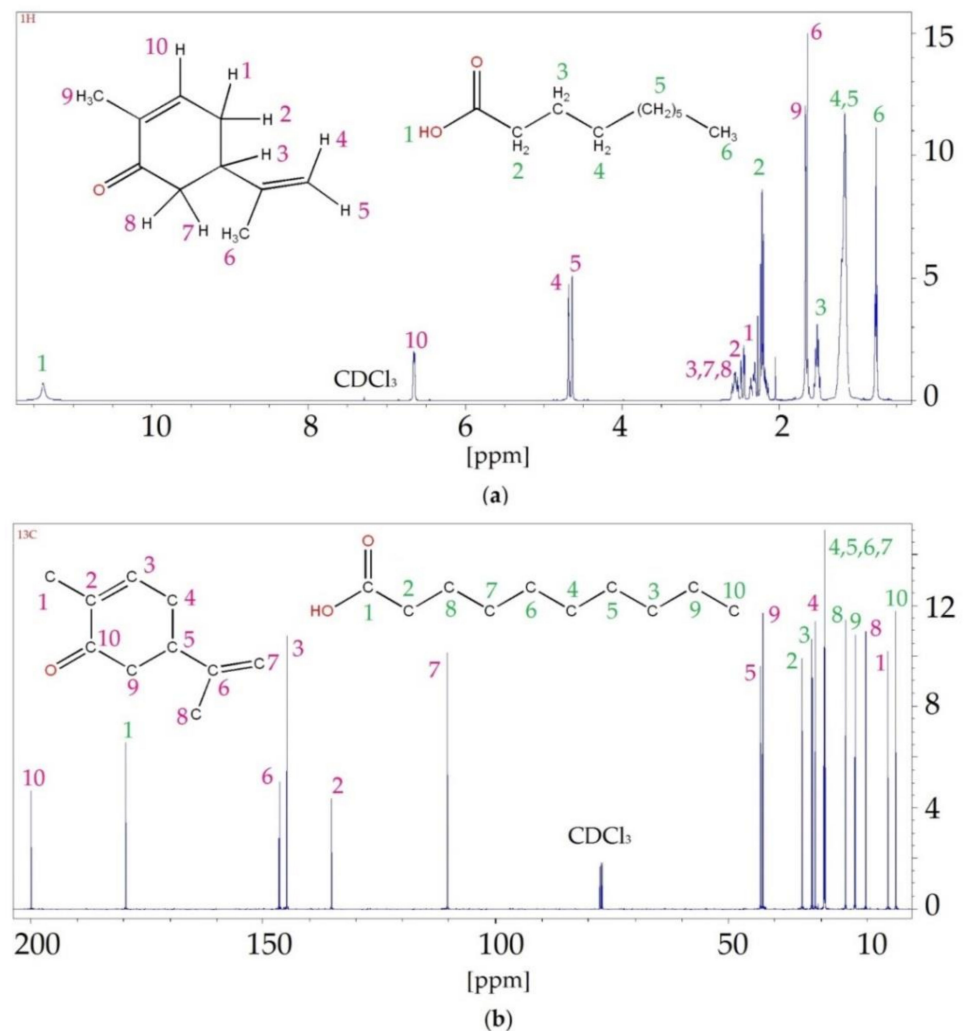 1H
10
H
H 1
9 H₃C
H 2
H 3
H 4
O
H 8
H 7
H₃C 6
H 5
O
HO 1
H₂ 2
3 H₂
H₂ 4
5 (CH₂)₅
CH₃ 6
1
CDCl₃
10
4
5
3,7,8
2
1
2
9
6
3
4,5
6
15
10
5
0
10 8 6 4 2
[ppm]
(a)
13C
C 1
C 2
C 3
C 4
C 5
C 6
C 7
C 8
C 9
C 10
O
O
HO
C 1
C 2
C 8
C 7
C 6
C 4
C 5
C 3
C 9
C 10
10
1
6
3
2
7
CDCl₃
5
9
2
3
4
4,5,6,7
8
9
8
1
10
12
8
4
0
200 150 100 50 10
[ppm]
(b)